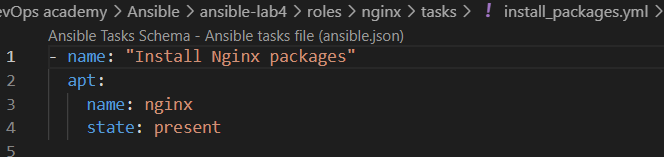 evOps academy > Ansible > ansible-lab4 > roles > nginx > tasks > ! install_packages.yml >
Ansible Tasks Schema - Ansible tasks file (ansible.json)
1 - name: "Install Nginx packages"
2 apt:
3 name: nginx
4 state: present
5